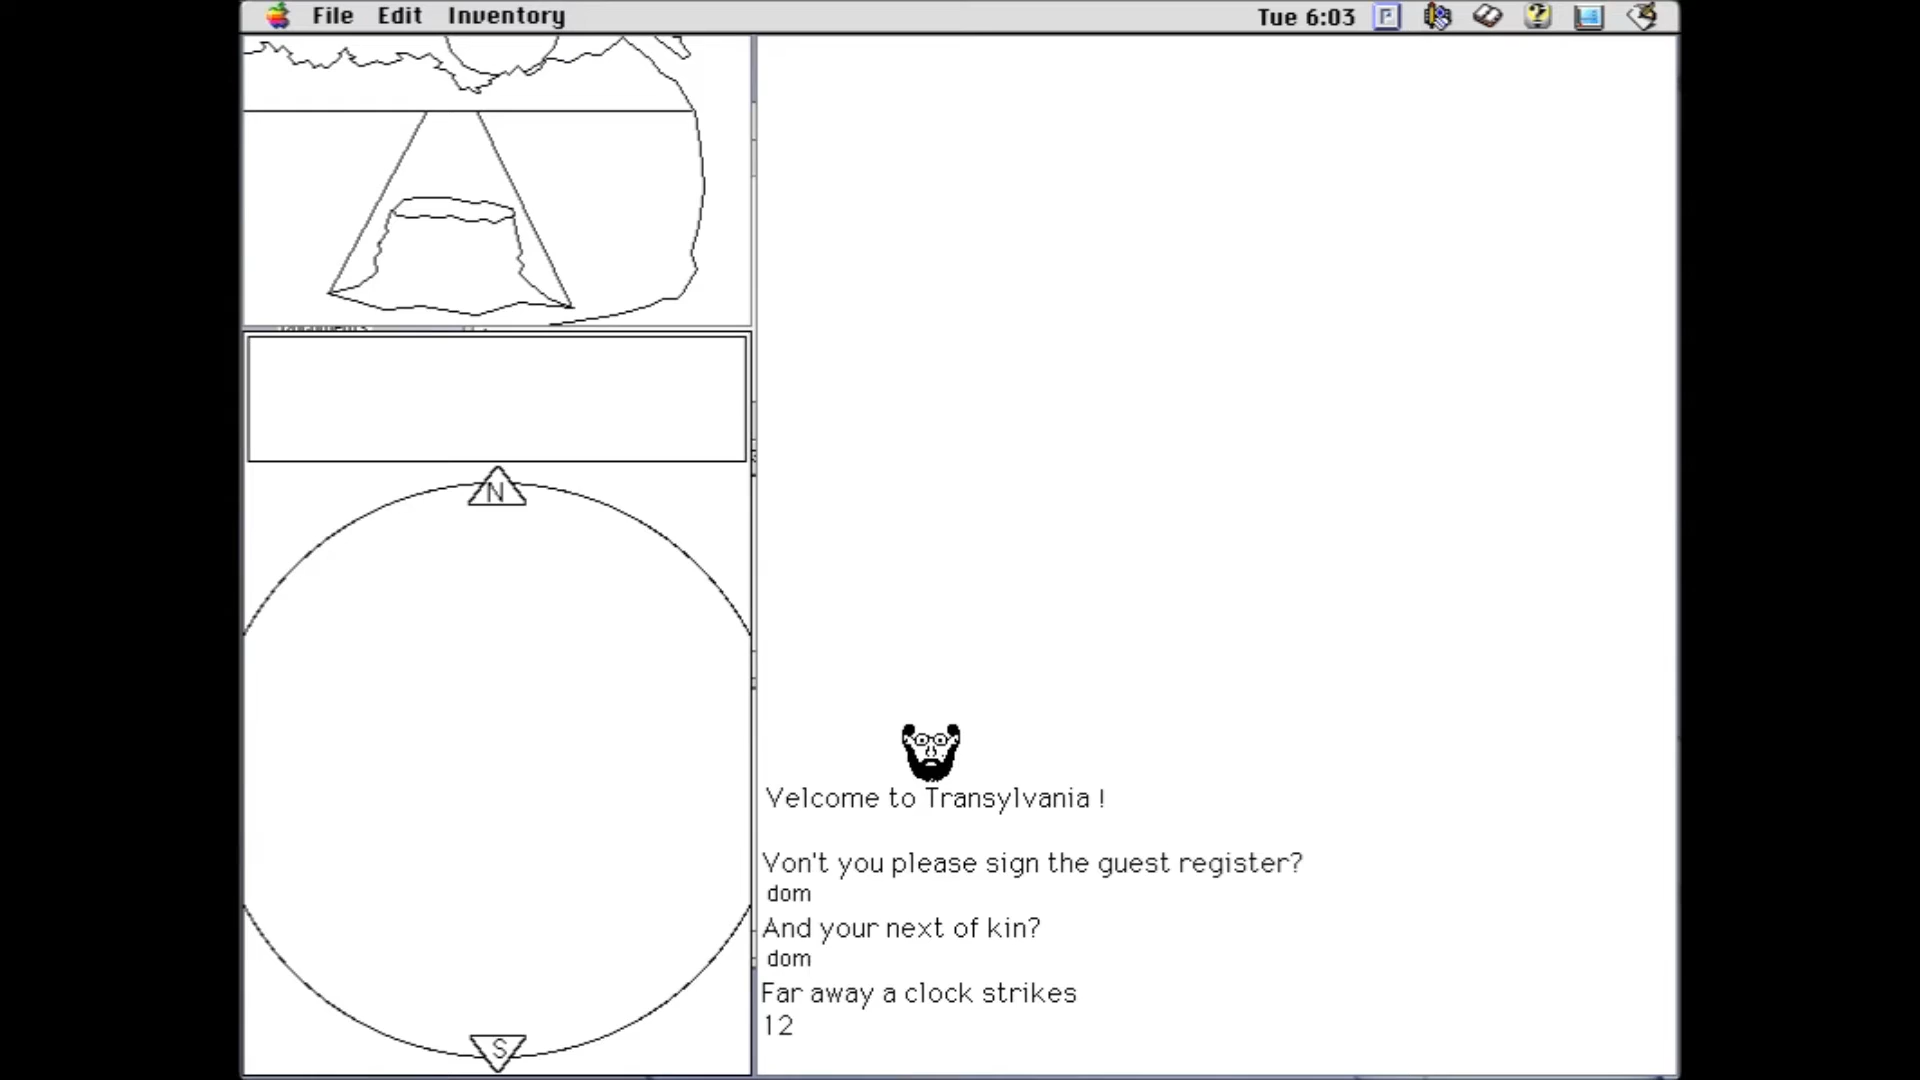 File Edit Inventory Tue 6:03
N
S
Velcome to Transylvania !
Von't you please sign the guest register?
dom
And your next of kin?
dom
Far away a clock strikes
12